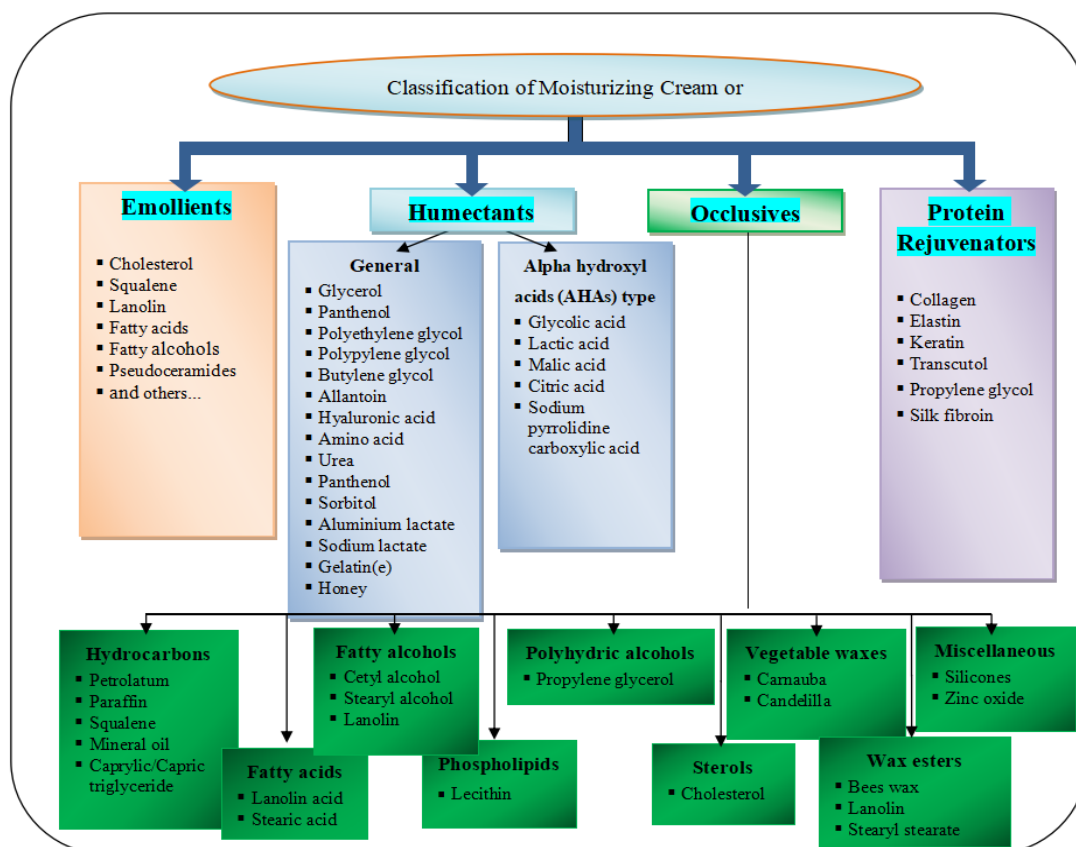 Classification of Moisturizing Cream or
Emollients
▪ Cholesterol
▪ Squalene
▪ Lanolin
▪ Fatty acids
▪ Fatty alcohols
▪ Pseudoceramides
▪ and others...
Humectants
General
▪ Glycerol
▪ Panthenol
▪ Polyethylene glycol
▪ Polypylene glycol
▪ Butylene glycol
▪ Allantoin
▪ Hyaluronic acid
▪ Amino acid
▪ Urea
▪ Panthenol
▪ Sorbitol
▪ Aluminium lactate
▪ Sodium lactate
▪ Gelatin(e)
▪ Honey
Alpha hydroxyl
acids (AHAs) type
▪ Glycolic acid
▪ Lactic acid
▪ Malic acid
▪ Citric acid
▪ Sodium
pyrrolidine
carboxylic acid
Occlusives
Protein
Rejuvenators
▪ Collagen
▪ Elastin
▪ Keratin
▪ Transcutol
▪ Propylene glycol
▪ Silk fibroin
Hydrocarbons
▪ Petrolatum
▪ Paraffin
▪ Squalene
▪ Mineral oil
▪ Caprylic/Capric
triglyceride
Fatty acids
▪ Lanolin acid
▪ Stearic acid
Fatty alcohols
▪ Cetyl alcohol
▪ Stearyl alcohol
▪ Lanolin
Phospholipids
▪ Lecithin
Polyhydric alcohols
▪ Propylene glycerol
Sterols
▪ Cholesterol
Vegetable waxes
▪ Carnauba
▪ Candelilla
Wax esters
▪ Bees wax
▪ Lanolin
▪ Stearyl stearate
Miscellaneous
▪ Silicones
▪ Zinc oxide